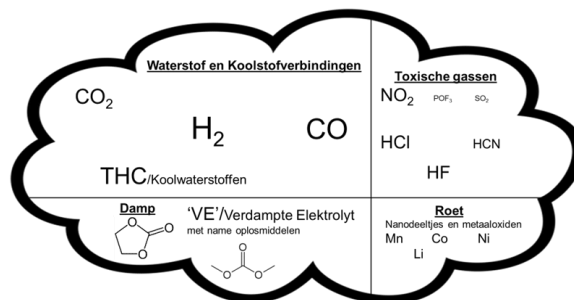 Waterstof en Koolstofverbindingen
CO2
H2
CO
THC/Koolwaterstoffen
Toxische gassen
NO2 POF3 SO2
HCl HCN
HF
Damp
O O
O
'VE'/Verdampte Elektrolyt
met name oplosmiddelen
O
O O
Roet
Nanodeeltjes en metaaloxiden
Mn Co Ni
Li